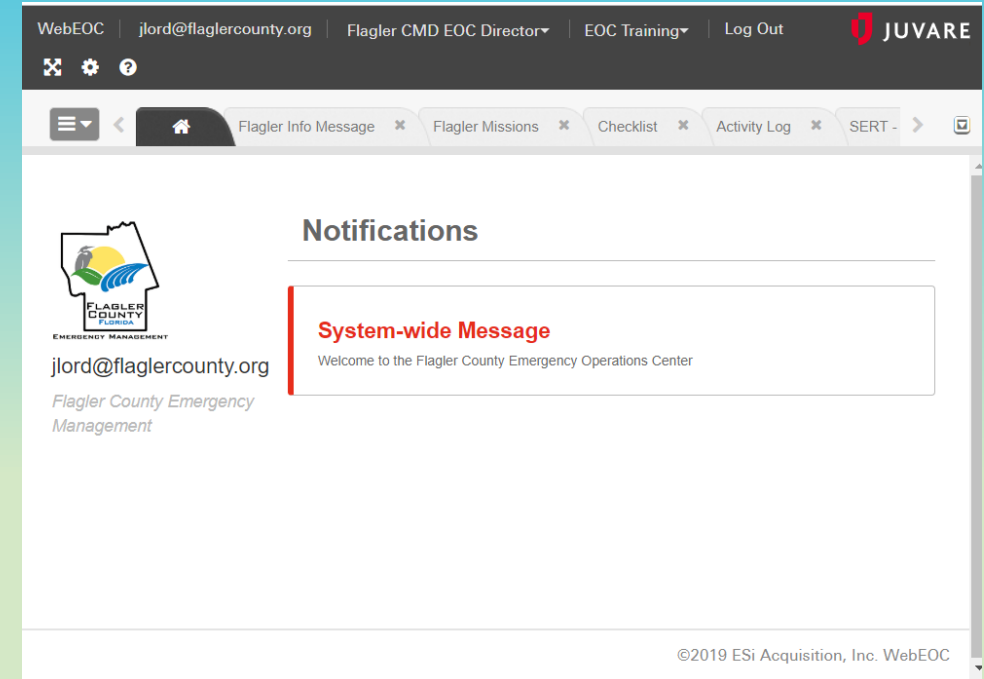 WebEOC jlord@flaglercounty.org Flagler CMD EOC Director EOC Training Log Out JUVARE
Flagler Info Message Flagler Missions Checklist Activity Log SERT -
Notifications
FLAGLER
COUNTY
FLORIDA
EMERGENCY MANAGEMENT
System-wide Message
Welcome to the Flagler County Emergency Operations Center
jlord@flaglercounty.org
Flagler County Emergency
Management
©2019 ESi Acquisition, Inc. WebEOC